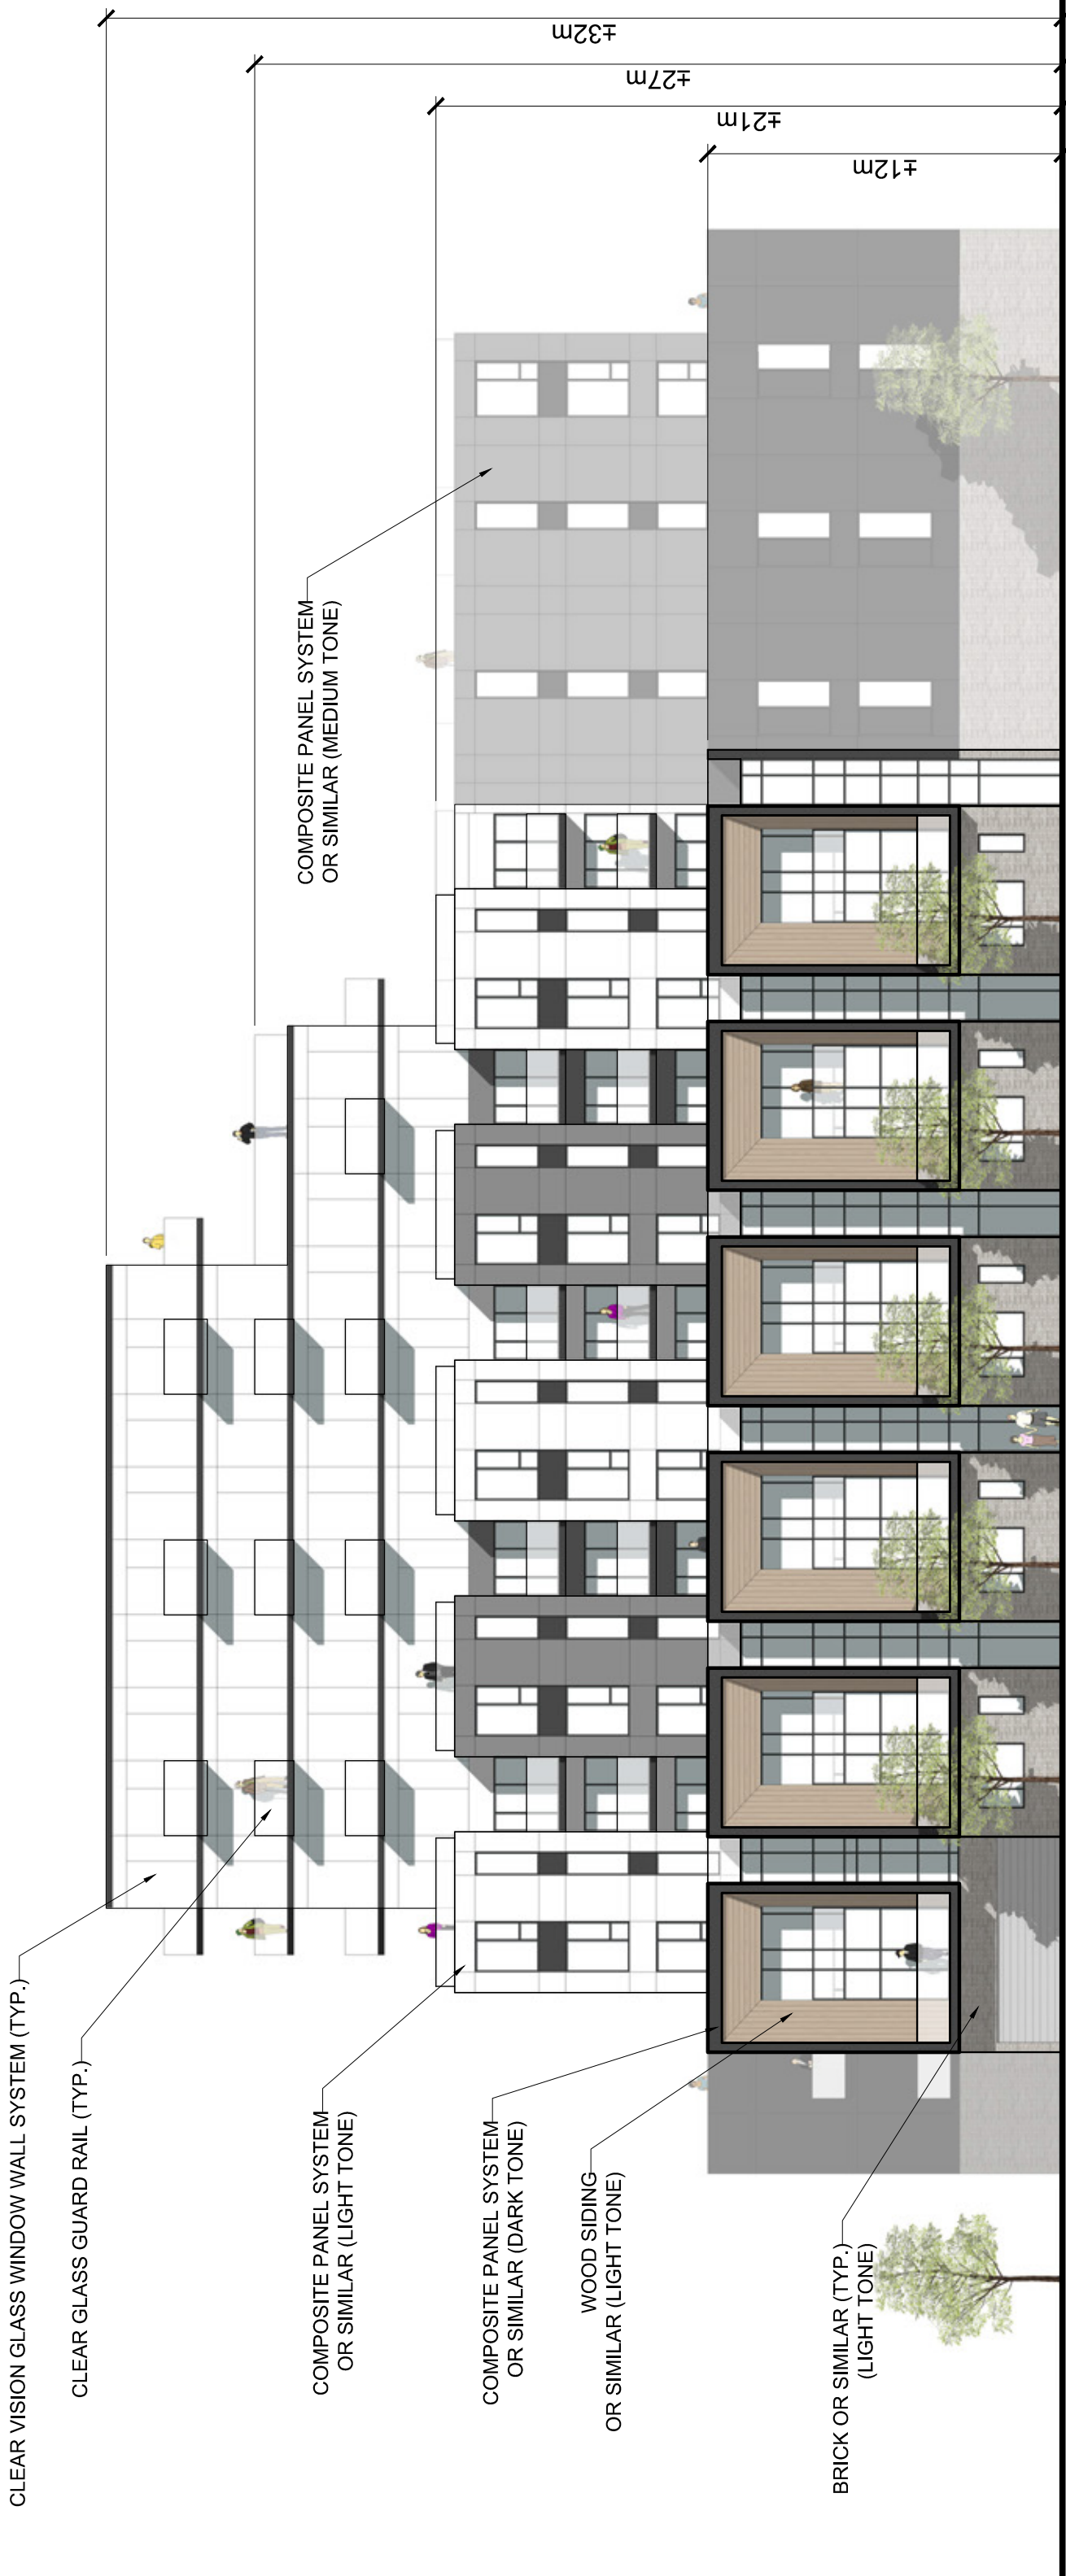 CLEAR VISION GLASS WINDOW WALL SYSTEM (TYP.)
CLEAR GLASS GUARD RAIL (TYP.)
COMPOSITE PANEL SYSTEM
OR SIMILAR (LIGHT TONE)
COMPOSITE PANEL SYSTEM
OR SIMILAR (DARK TONE)
WOOD SIDING
OR SIMILAR (LIGHT TONE)
BRICK OR SIMILAR (TYP.)
(LIGHT TONE)
COMPOSITE PANEL SYSTEM
OR SIMILAR (MEDIUM TONE)
±12m
±21m
±27m
±32m